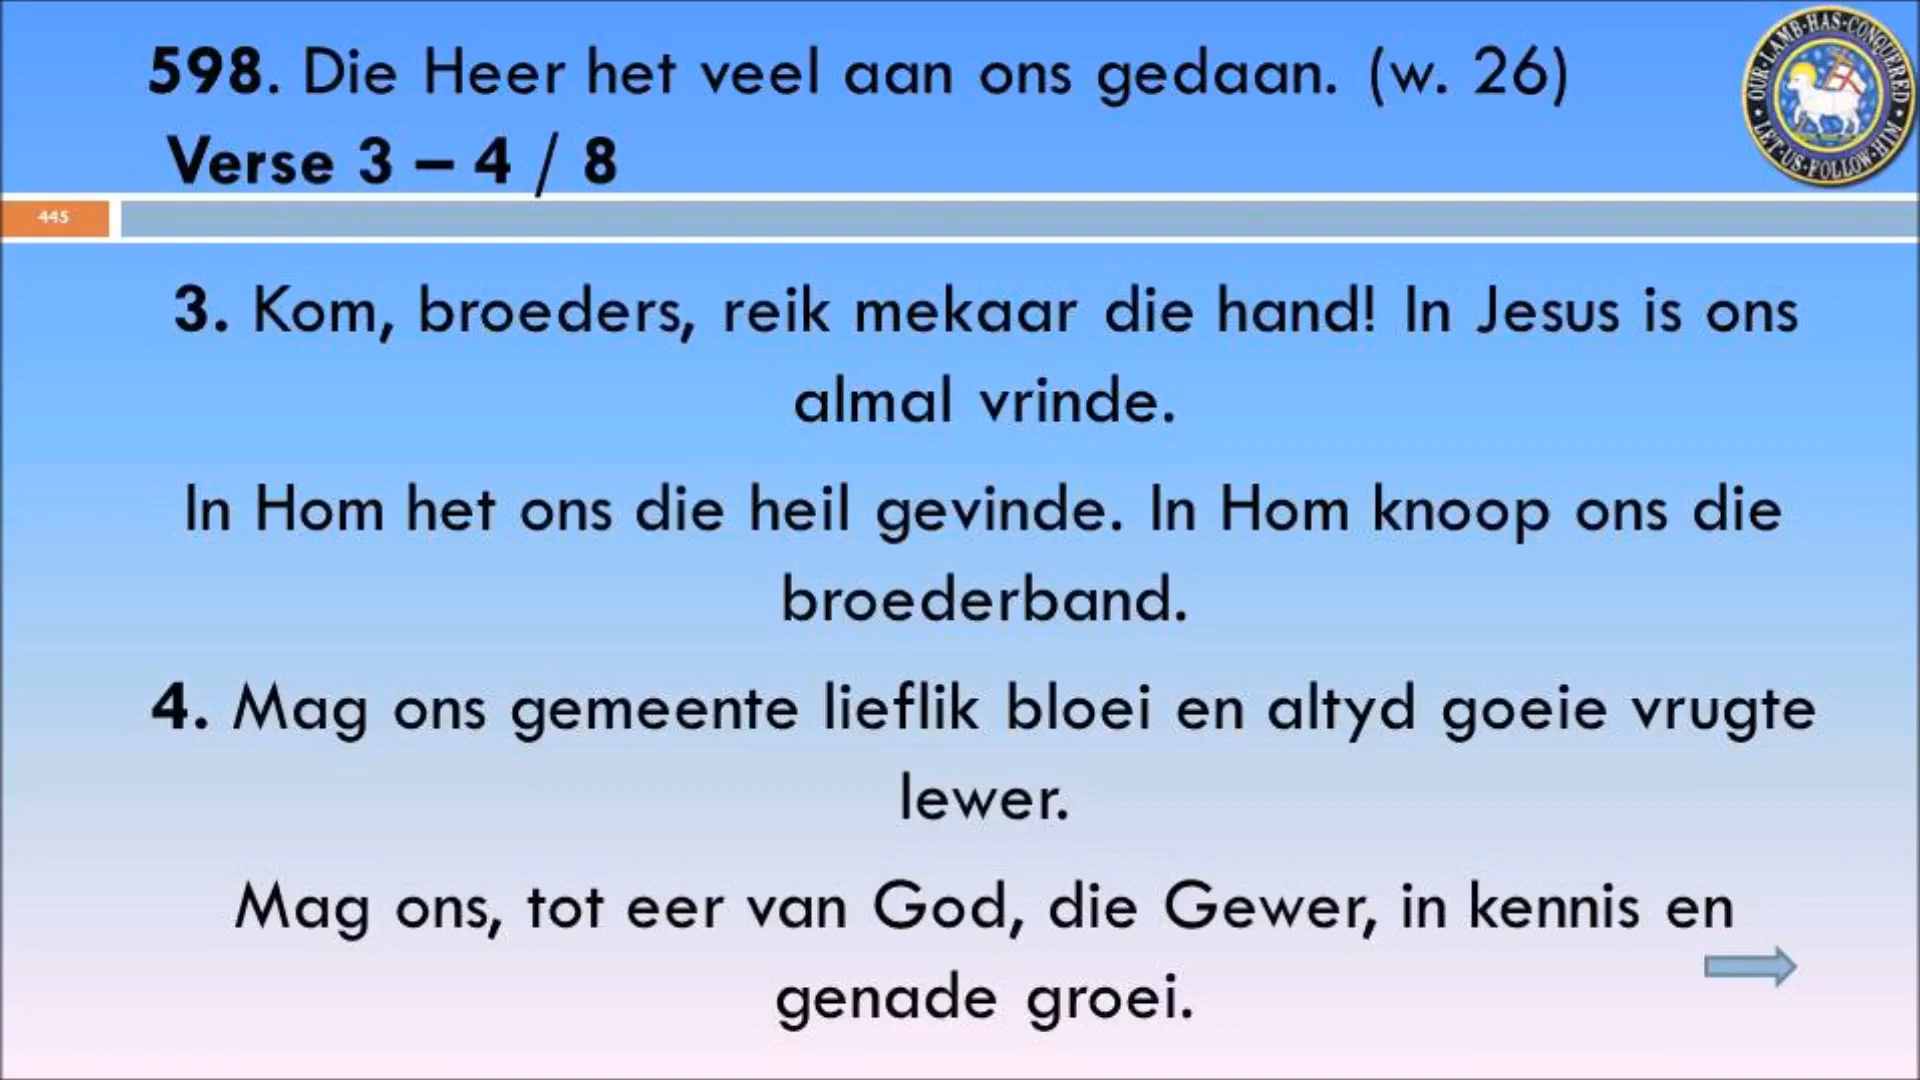 598. Die Heer het veel aan ons gedaan. (w. 26)
Verse 3 – 4 / 8
OUR·LAMB·HAS·CONQUERED
LET·US·FOLLOW·HIM
445
3. Kom, broeders, reik mekaar die hand! In Jesus is ons
almal vrinde.
In Hom het ons die heil gevinde. In Hom knoop ons die
broederband.
4. Mag ons gemeente lieflik bloei en altyd goeie vrugte
lewer.
Mag ons, tot eer van God, die Gewer, in kennis en
genade groei.